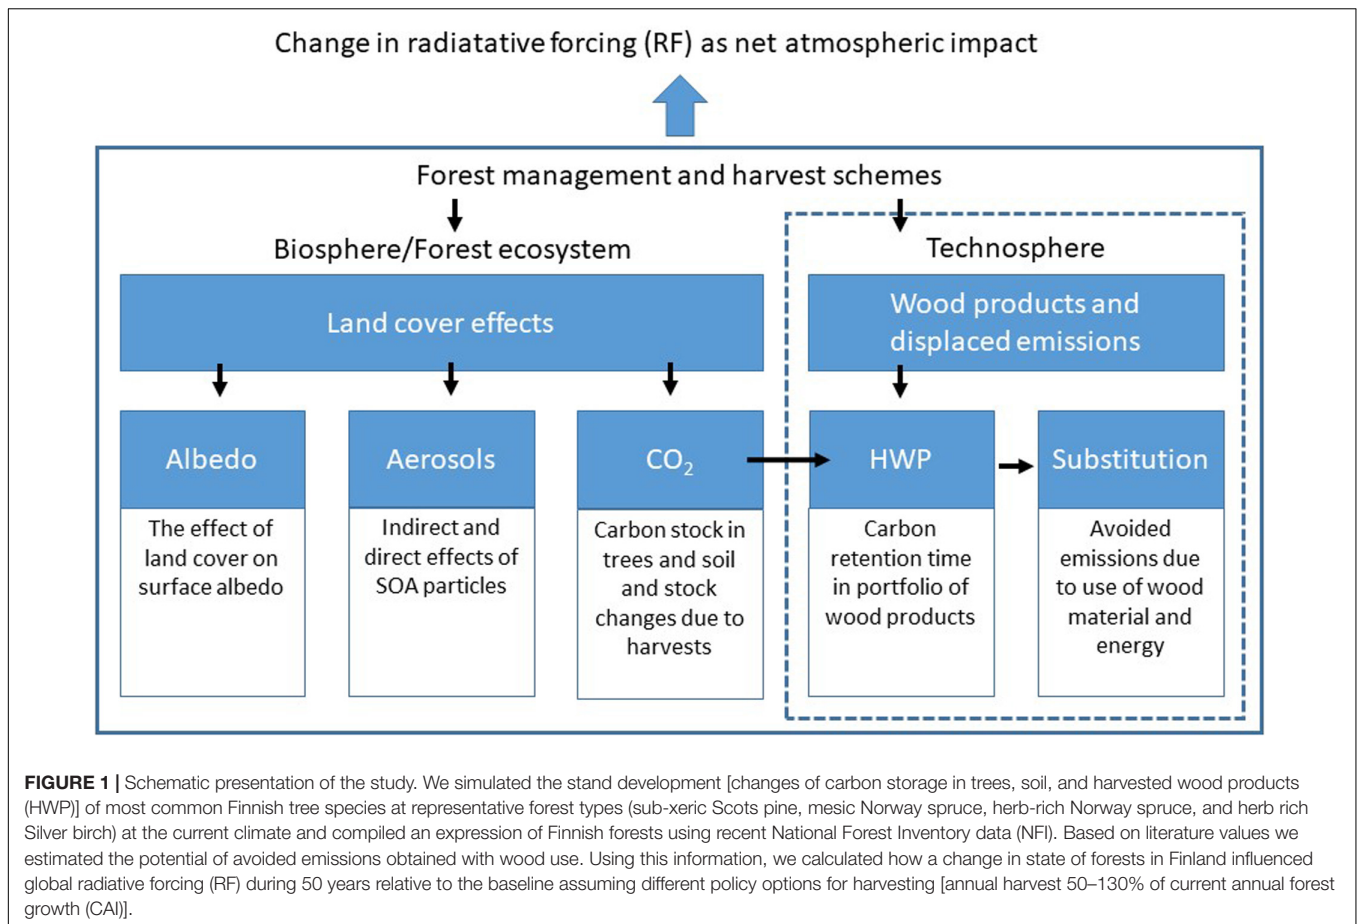 Change in radiatative forcing (RF) as net atmospheric impact
Forest management and harvest schemes
Biosphere/Forest ecosystem
Technosphere
Land cover effects
Wood products and
displaced emissions
Albedo
The effect of
land cover on
surface albedo
Aerosols
Indirect and
direct effects of
SOA particles
CO₂
Carbon stock in
trees and soil
and stock
changes due to
harvests
HWP
Carbon
retention time
in portfolio of
wood products
Substitution
Avoided
emissions due
to use of wood
material and
energy
FIGURE 1 | Schematic presentation of the study. We simulated the stand development [changes of carbon storage in trees, soil, and harvested wood products
(HWP)] of most common Finnish tree species at representative forest types (sub-xeric Scots pine, mesic Norway spruce, herb-rich Norway spruce, and herb rich
Silver birch) at the current climate and compiled an expression of Finnish forests using recent National Forest Inventory data (NFI). Based on literature values we
estimated the potential of avoided emissions obtained with wood use. Using this information, we calculated how a change in state of forests in Finland influenced
global radiative forcing (RF) during 50 years relative to the baseline assuming different policy options for harvesting [annual harvest 50–130% of current annual forest
growth (CAI)].